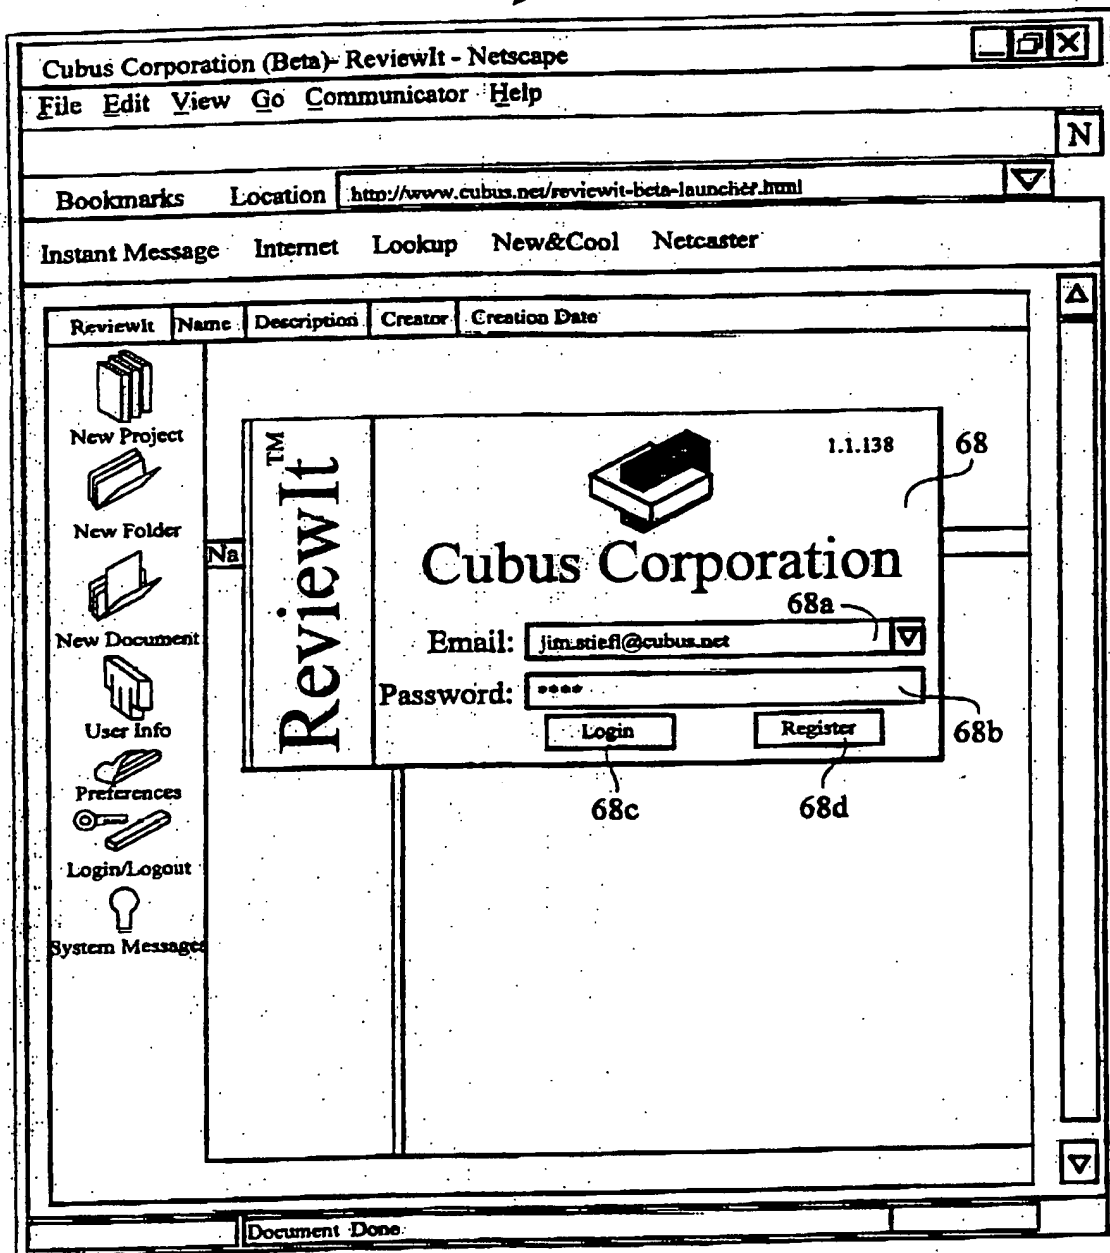 Cubus Corporation (Beta)- ReviewIt - Netscape
File Edit View Go Communicator Help
N
Bookmarks Location http://www.cubus.net/reviewit-beta-launcher.html
Instant Message Internet Lookup New&Cool Netcaster
ReviewIt Name Description Creator Creation Date
New Project
New Folder
New Document
User Info
Preferences
Login/Logout
System Messages
Na
ReviewIt™
1.1.138
68
Cubus Corporation
68a
Email: jim.stiefl@cubus.net
Password: ****
68b
Login Register
68c 68d
Document Done